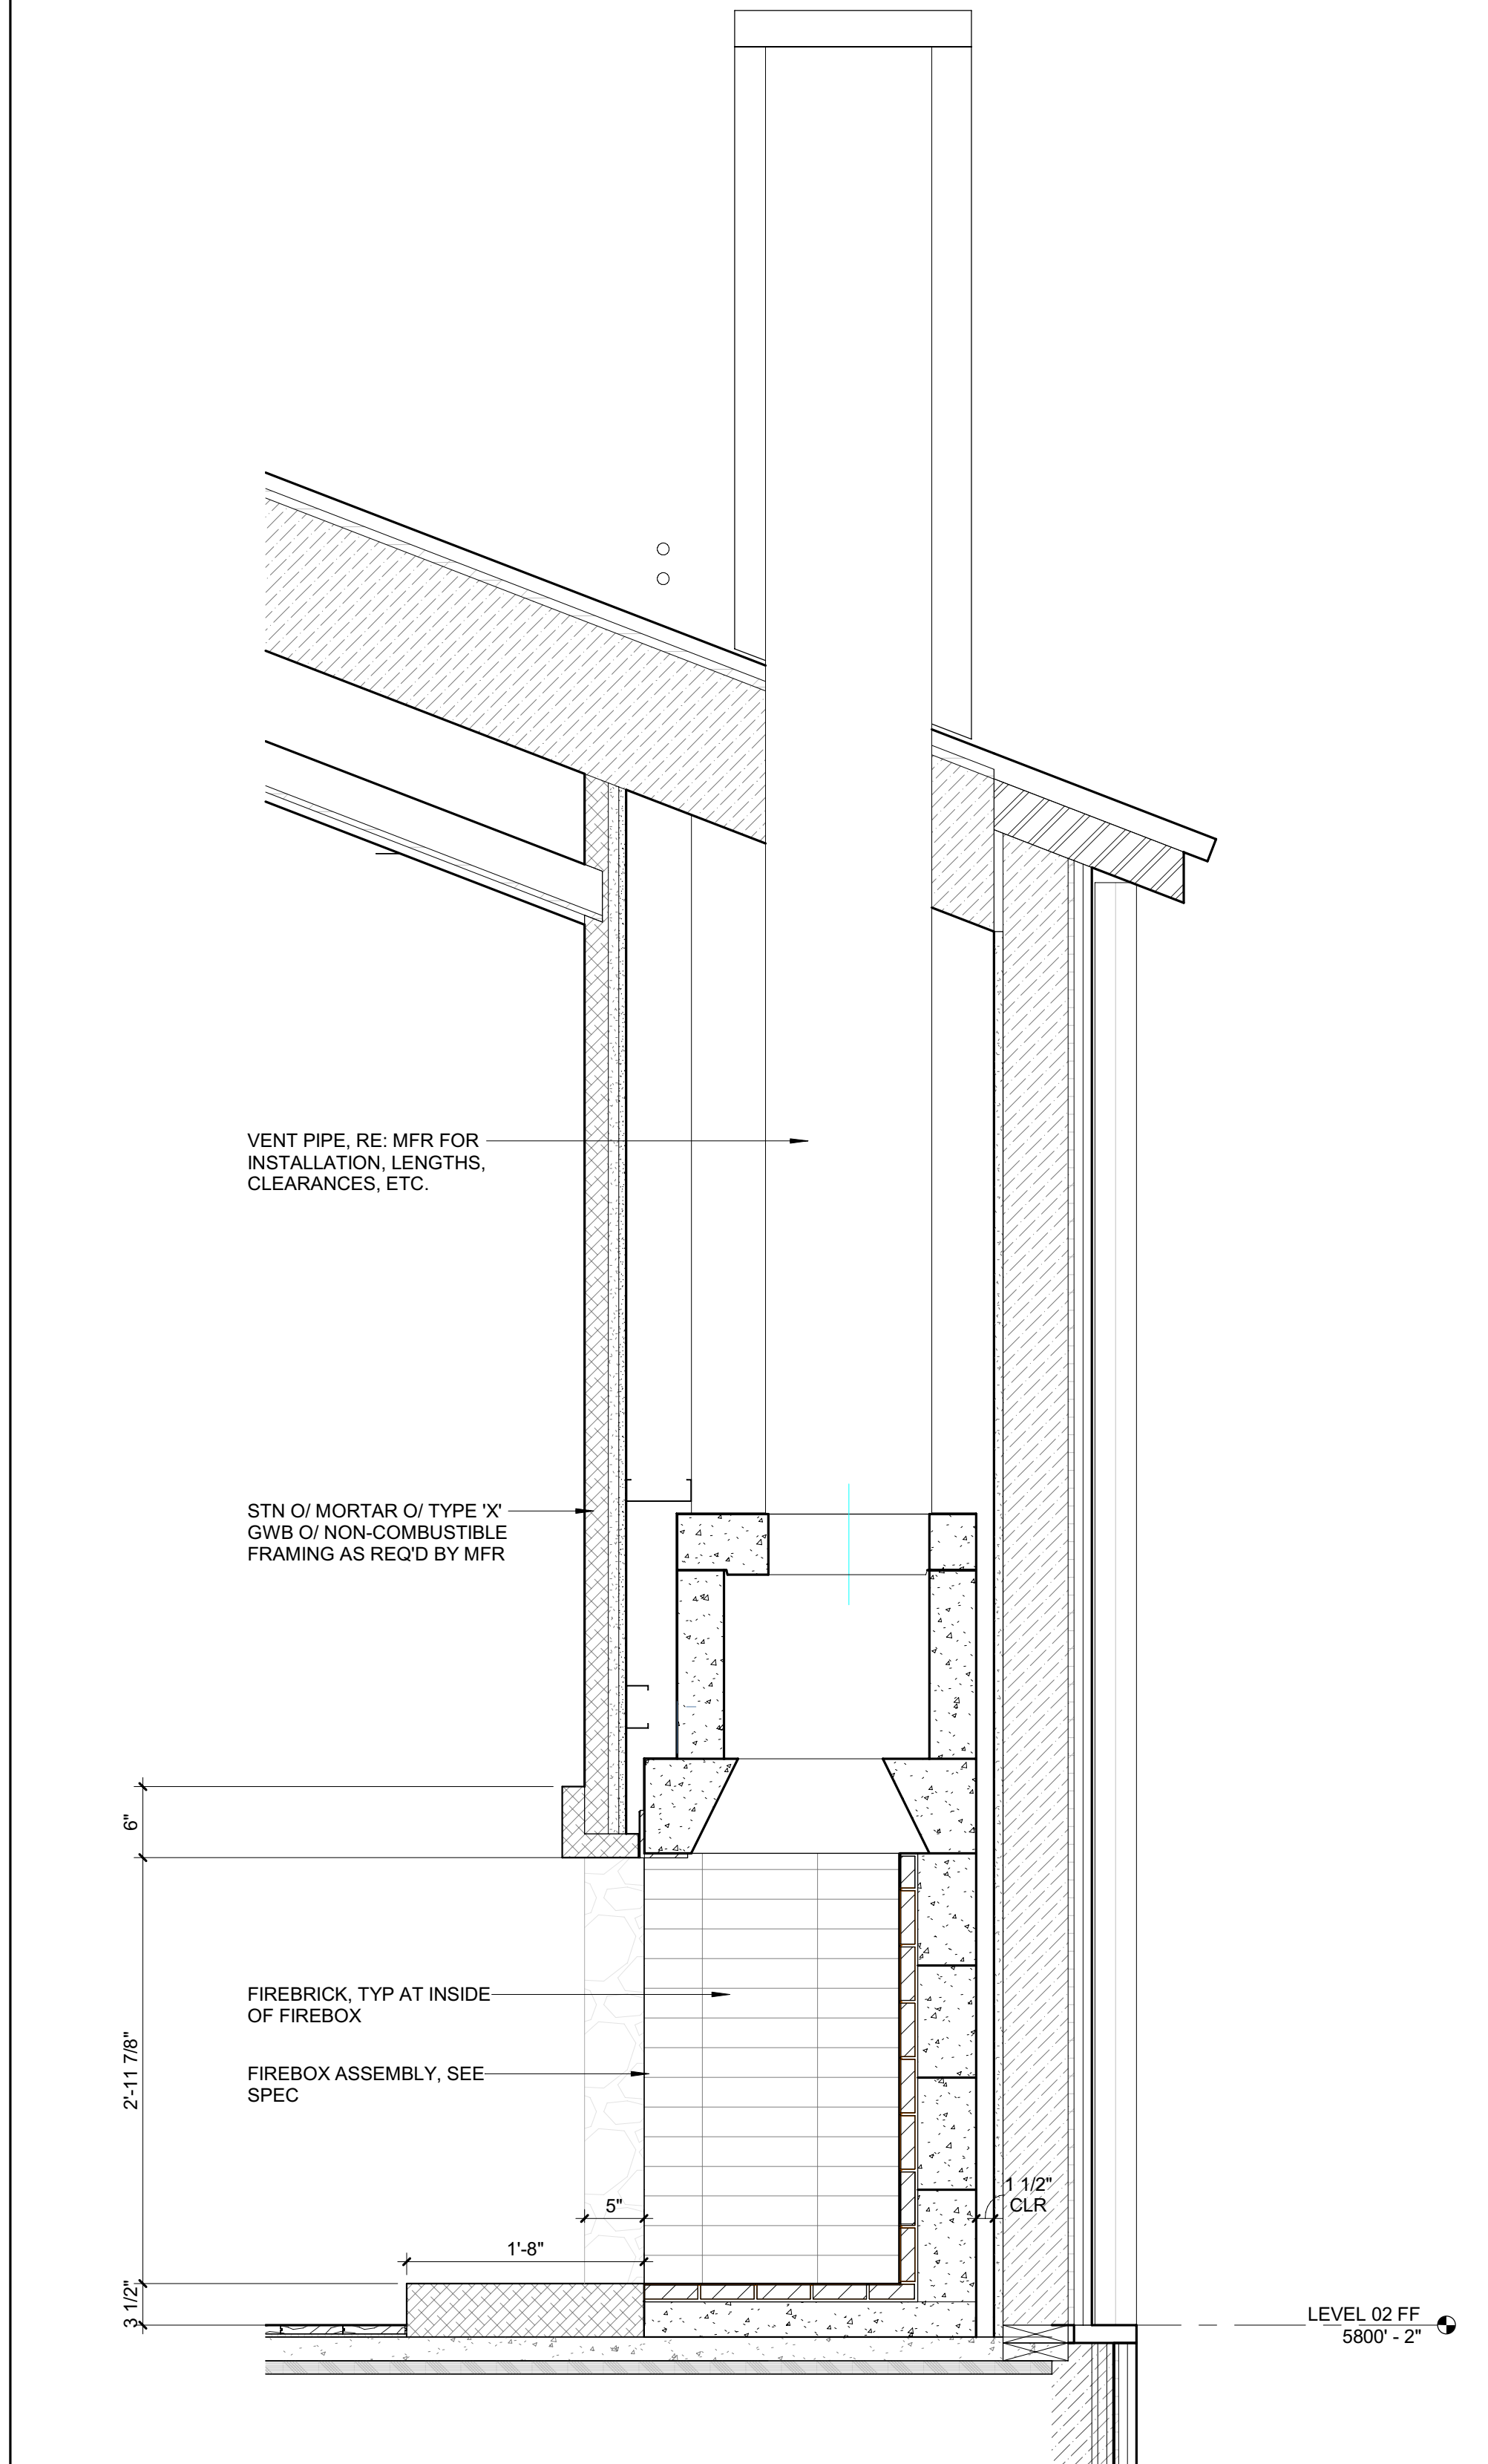 VENT PIPE, RE: MFR FOR
INSTALLATION, LENGTHS,
CLEARANCES, ETC.
STN O/ MORTAR O/ TYPE 'X'
GWB O/ NON-COMBUSTIBLE
FRAMING AS REQ'D BY MFR
6"
2'-11 7/8"
FIREBRICK, TYP AT INSIDE
OF FIREBOX
FIREBOX ASSEMBLY, SEE
SPEC
5"
1 1/2"
CLR
1'-8"
3 1/2"
LEVEL 02 FF
5800' - 2"